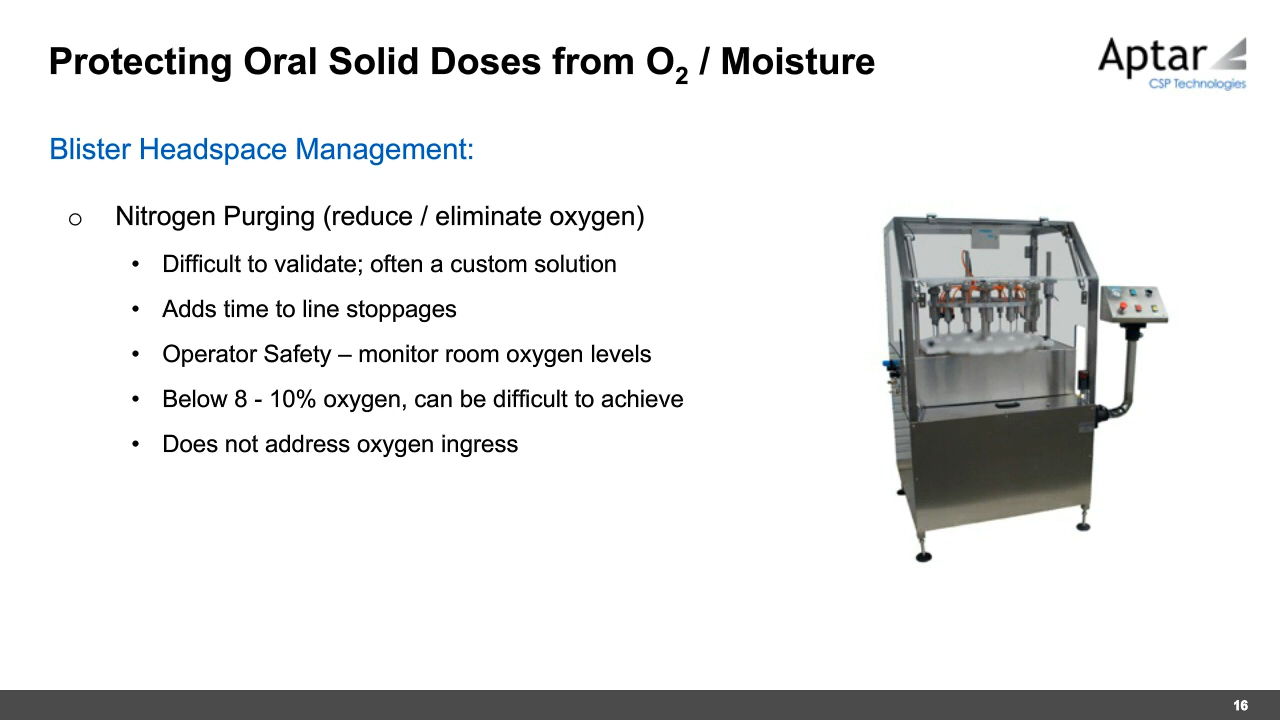 Protecting Oral Solid Doses from O₂ / Moisture
Aptar
CSP Technologies
Blister Headspace Management:
o Nitrogen Purging (reduce / eliminate oxygen)
• Difficult to validate; often a custom solution
• Adds time to line stoppages
• Operator Safety – monitor room oxygen levels
• Below 8 - 10% oxygen, can be difficult to achieve
• Does not address oxygen ingress
16